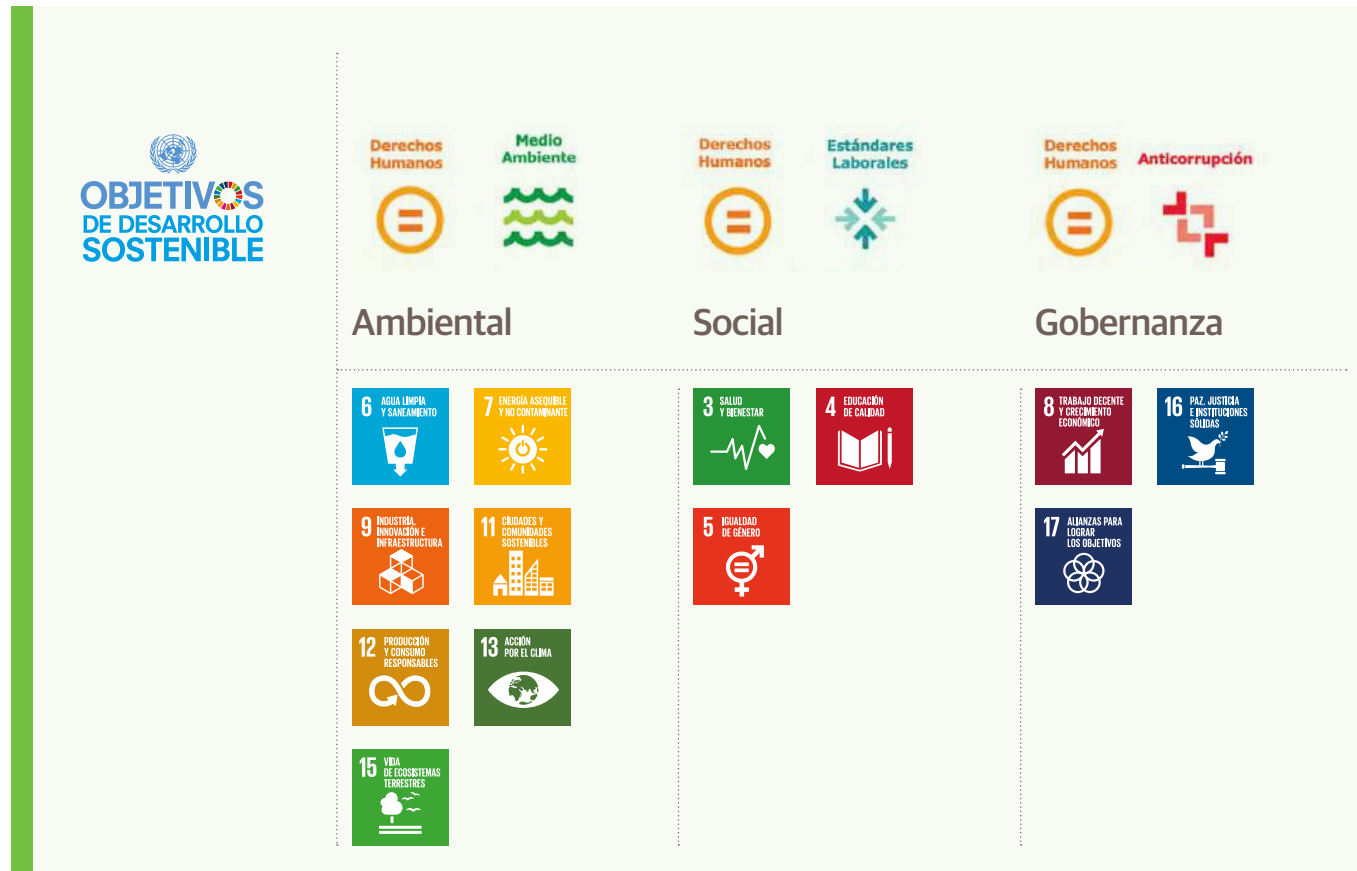 OBJETIVOS
DE DESARROLLO
SOSTENIBLE
Derechos
Humanos
Medio
Ambiente
Ambiental
Derechos
Humanos
Estándares
Laborales
Social
Derechos
Humanos
Anticorrupción
Gobernanza
6 AGUA LIMPIA
Y SANEAMIENTO
7 ENERGÍA ASEQUIBLE
Y NO CONTAMINANTE
9 INDUSTRIA,
INNOVACIÓN E
INFRAESTRUCTURA
11 CIUDADES Y
COMUNIDADES
SOSTENIBLES
12 PRODUCCIÓN
Y CONSUMO
RESPONSABLES
13 ACCIÓN
POR EL CLIMA
15 VIDA
DE ECOSISTEMAS
TERRESTRES
3 SALUD
Y BIENESTAR
4 EDUCACIÓN
DE CALIDAD
5 IGUALDAD
DE GÉNERO
8 TRABAJO DECENTE
Y CRECIMIENTO
ECONÓMICO
16 PAZ, JUSTICIA
E INSTITUCIONES
SÓLIDAS
17 ALIANZAS PARA
LOGRAR
LOS OBJETIVOS